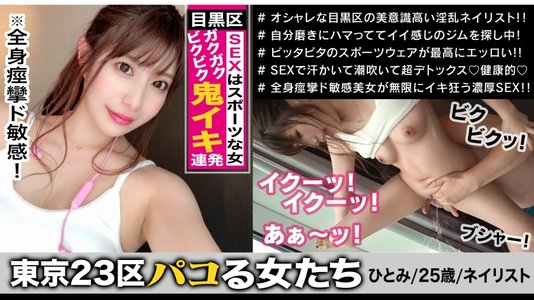 ※全身痙攣ド敏感！
目黒区
SEXはスポーツな女
ガクガク
ビクビク
鬼イキ
連発
# オシャレな目黒区の美意識高い淫乱ネイリスト!!
# 自分磨きにハマっててイイ感じのジムを探し中!
# ピッタピタのスポーツウェアが最高にエッロい!!
# SEXで汗かいて潮吹いて超デトックス♡健康的♡
# 全身痙攣ド敏感美女が無限にイキ狂う濃厚SEX!!
ビク
ビクッ!
イクーッ!
イクーッ!
あぁ〜ッ!
プシャー!
東京23区パコる女たち
ひとみ/25歳/ネイリスト